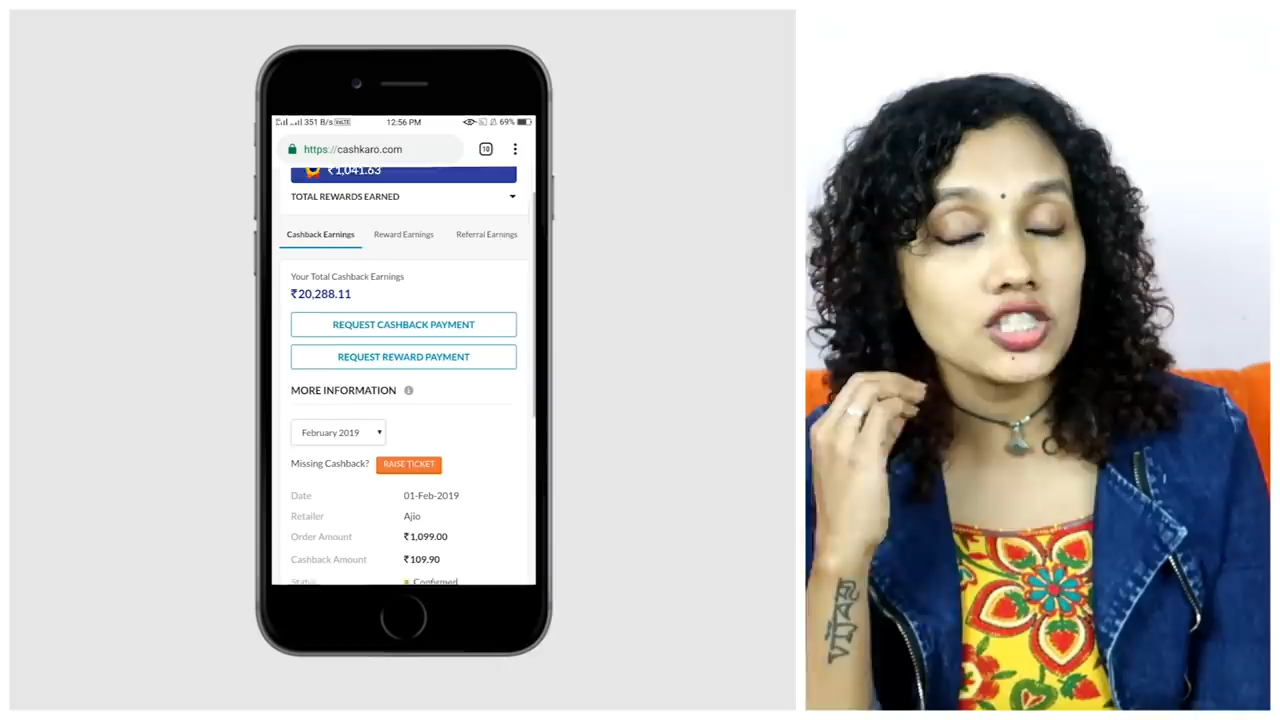 351 B/s VoLTE 12:56 PM 69%
https://cashkaro.com 10
₹1,041.63
TOTAL REWARDS EARNED
Cashback Earnings Reward Earnings Referral Earnings
Your Total Cashback Earnings
₹20,288.11
REQUEST CASHBACK PAYMENT
REQUEST REWARD PAYMENT
MORE INFORMATION
February 2019
Missing Cashback? RAISE TICKET
Date 01-Feb-2019
Retailer Ajio
Order Amount ₹1,099.00
Cashback Amount ₹109.90
Status Confirmed